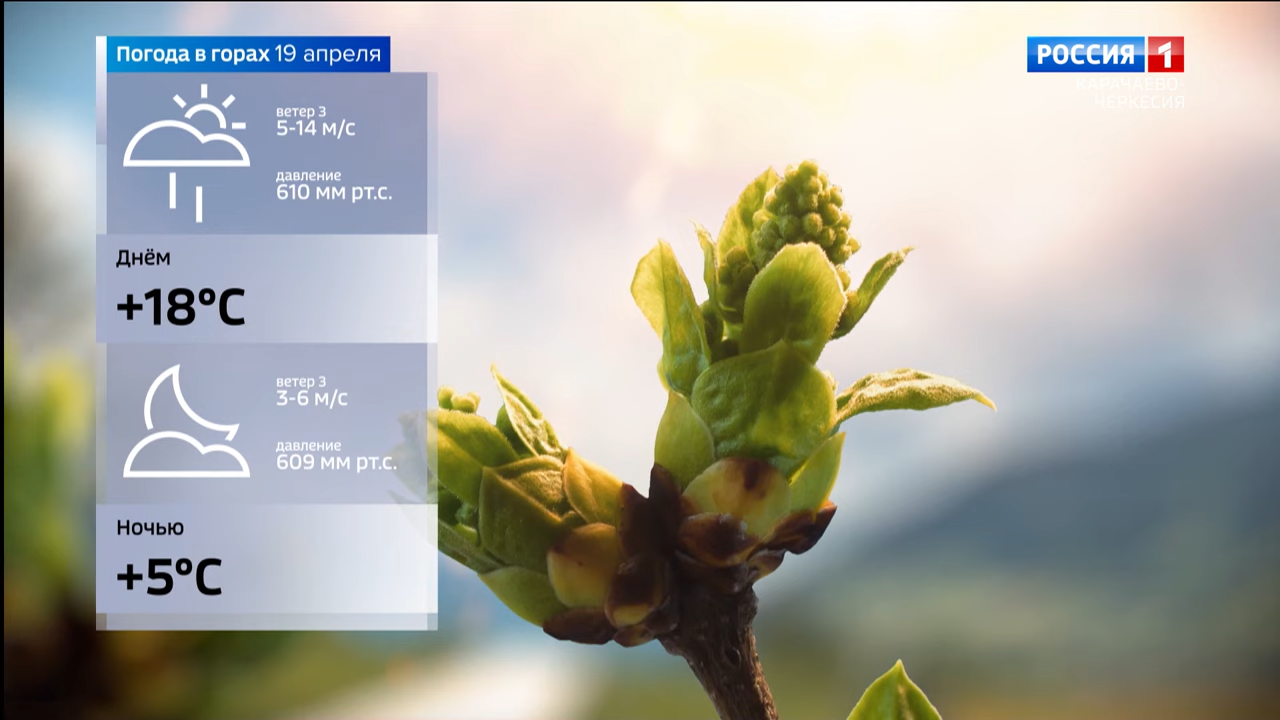 Погода в горах 19 апреля
РОССИЯ 1
КАРАЧАЕВО-
ЧЕРКЕСИЯ
ветер З
5-14 м/с
давление
610 мм рт.с.
Днём
+18°C
ветер З
3-6 м/с
давление
609 мм рт.с.
Ночью
+5°C